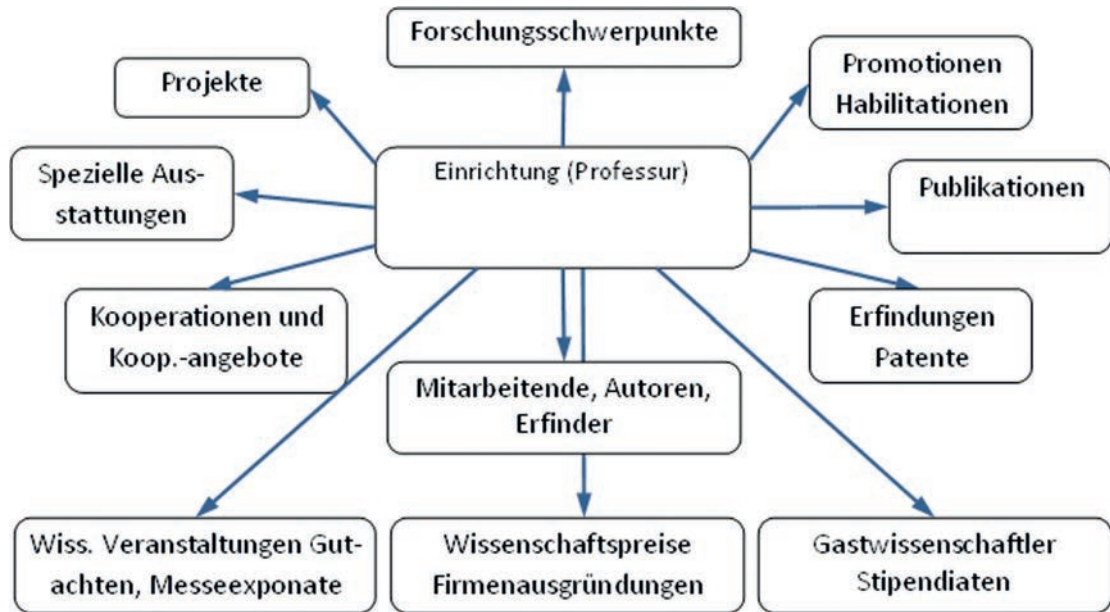 Forschungsschwerpunkte
Projekte
Promotionen
Habilitationen
Einrichtung (Professur)
Spezielle Aus-
stattungen
Publikationen
Kooperationen und
Koop.-angebote
Erfindungen
Patente
Mitarbeitende, Autoren,
Erfinder
Wiss. Veranstaltungen Gut-
achten, Messeexponate
Wissenschaftspreise
Firmenausgründungen
Gastwissenschaftler
Stipendiaten